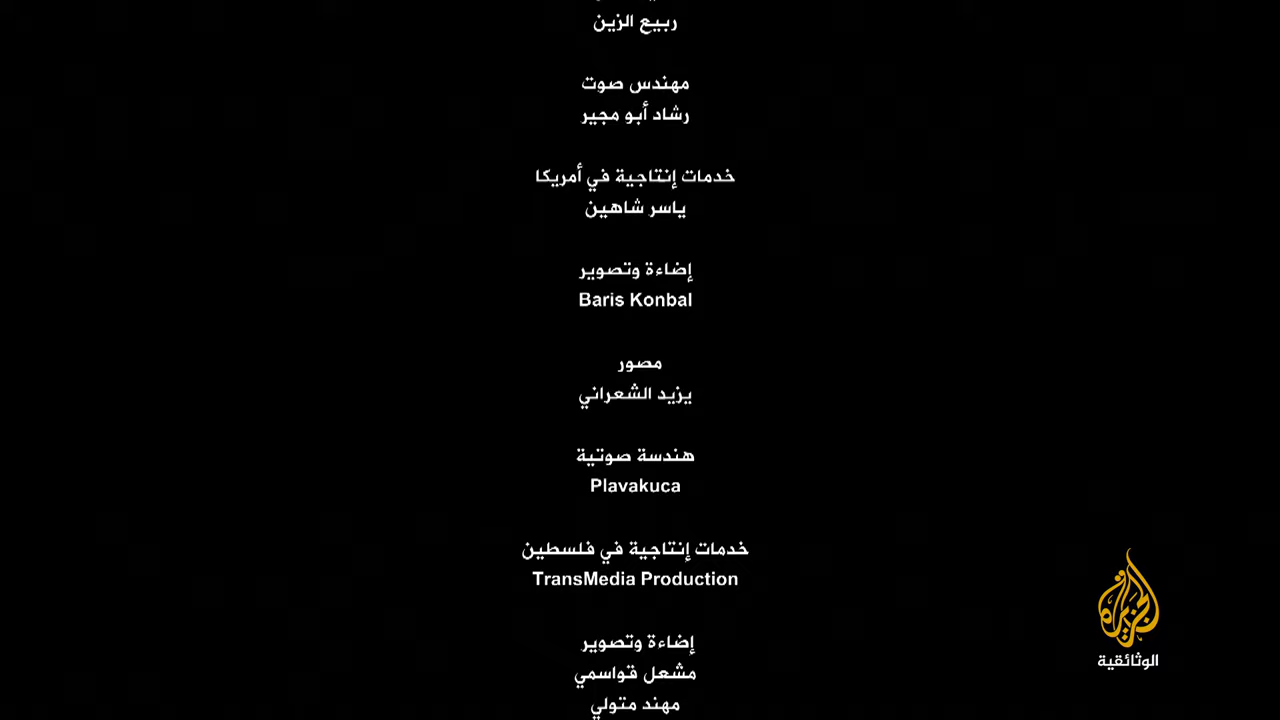 ربيع الزين
مهندس صوت
رشاد أبو مجير
خدمات إنتاجية في أمريكا
ياسر شاهين
إضاءة وتصوير
Baris Konbal
مصور
يزيد الشعراني
هندسة صوتية
Plavakuca
خدمات إنتاجية في فلسطين
TransMedia Production
إضاءة وتصوير
مشعل قواسمي
مهند متولي
الجزيرة
الوثائقية